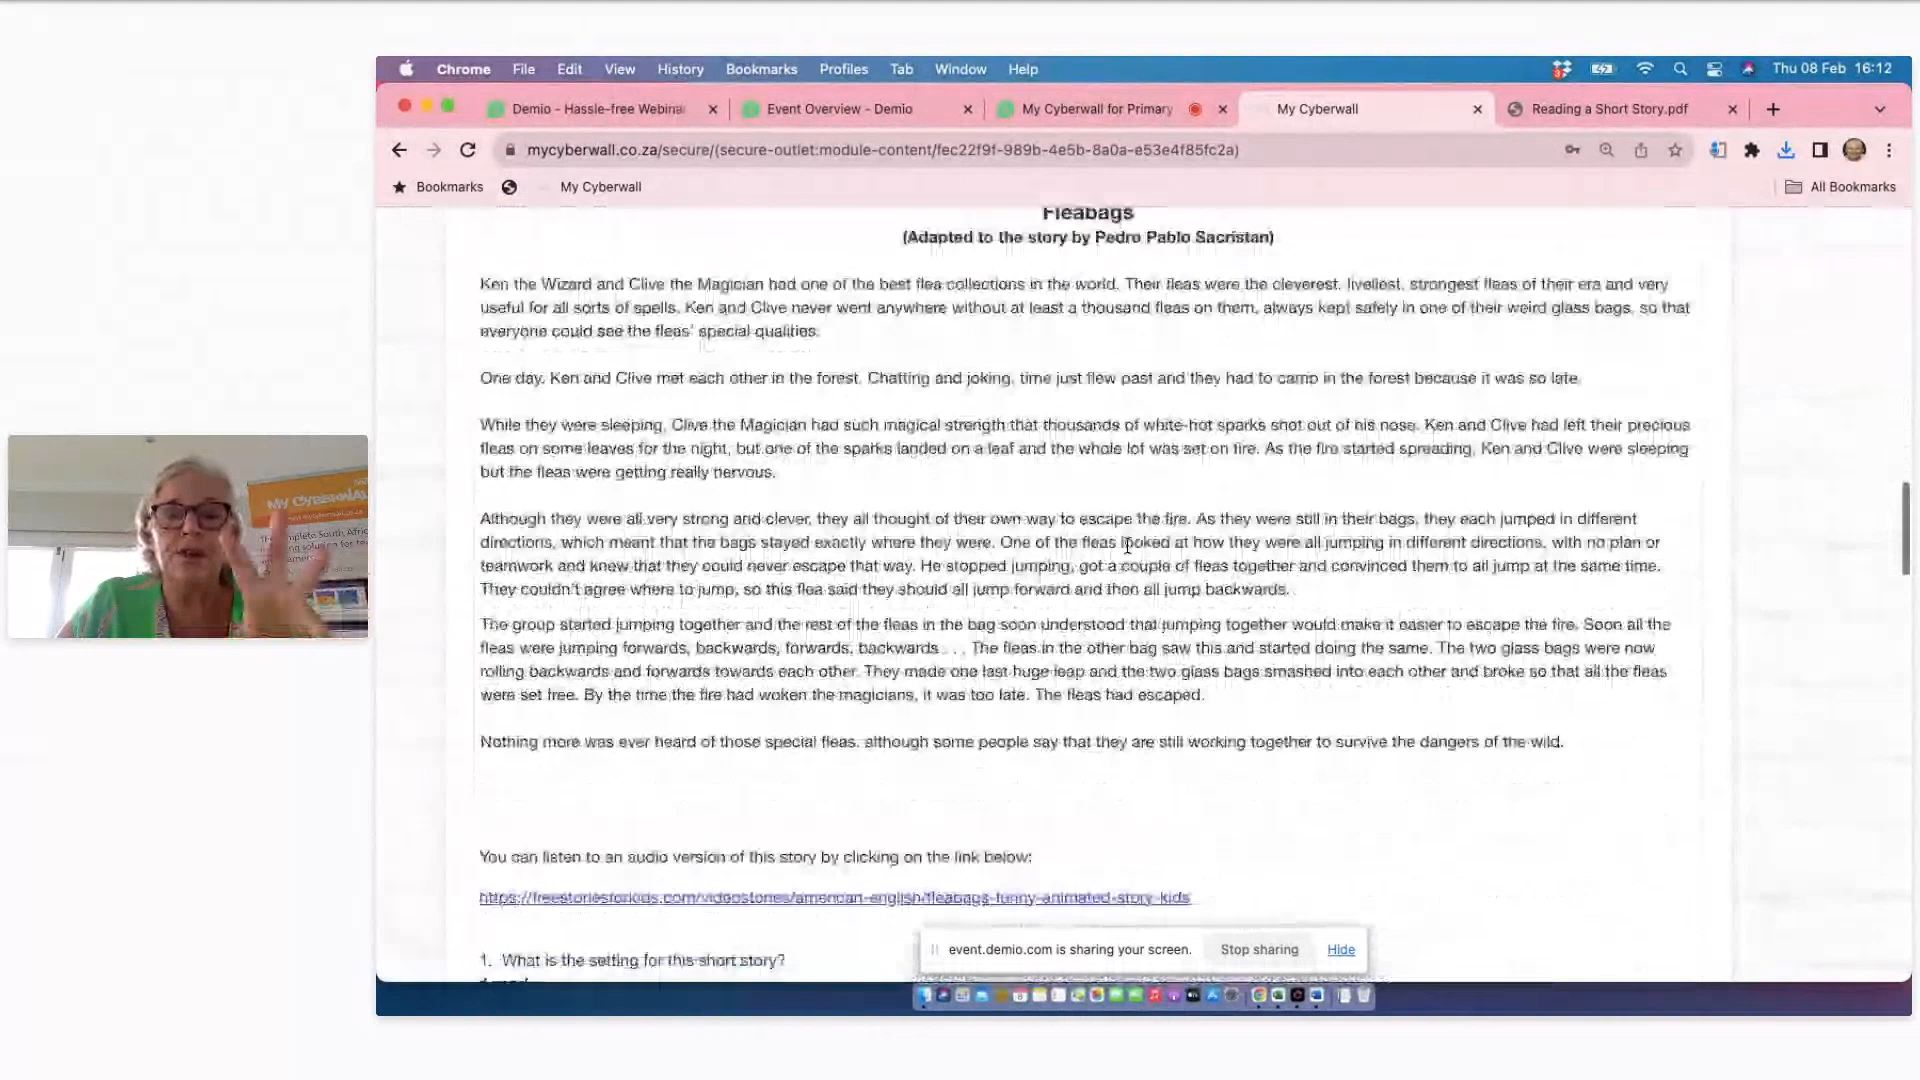 Chrome File Edit View History Bookmarks Profiles Tab Window Help Thu 08 Feb 16:12
Demio - Hassle-free Webinar Event Overview - Demio My Cyberwall for Primary My Cyberwall Reading a Short Story.pdf
mycyberwall.co.za/secure/(secure-outlet:module-content/fec22f9f-989b-4e5b-8a0a-e53e4f85fc2a)
Bookmarks My Cyberwall All Bookmarks
Fleabags
(Adapted to the story by Pedro Pablo Sacristan)
Ken the Wizard and Clive the Magician had one of the best flea collections in the world. Their fleas were the cleverest, liveliest, strongest fleas of their era and very
useful for all sorts of spells. Ken and Clive never went anywhere without at least a thousand fleas on them, always kept safely in one of their weird glass bags, so that
everyone could see the fleas' special qualities.
One day, Ken and Clive met each other in the forest. Chatting and joking, time just flew past and they had to camp in the forest because it was so late.
While they were sleeping, Clive the Magician had such magical strength that thousands of white-hot sparks shot out of his nose. Ken and Clive had left their precious
fleas on some leaves for the night, but one of the sparks landed on a leaf and the whole lot was set on fire. As the fire started spreading, Ken and Clive were sleeping
but the fleas were getting really nervous.
Although they were all very strong and clever, they all thought of their own way to escape the fire. As they were still in their bags, they each jumped in different
directions, which meant that the bags stayed exactly where they were. One of the fleas looked at how they were all jumping in different directions, with no plan or
teamwork and knew that they could never escape that way. He stopped jumping, got a couple of fleas together and convinced them to all jump at the same time.
They couldn't agree where to jump, so this flea said they should all jump forward and then all jump backwards.
The group started jumping together and the rest of the fleas in the bag soon understood that jumping together would make it easier to escape the fire. Soon all the
fleas were jumping forwards, backwards, forwards, backwards . . . The fleas in the other bag saw this and started doing the same. The two glass bags were now
rolling backwards and forwards towards each other. They made one last huge leap and the two glass bags smashed into each other and broke so that all the fleas
were set free. By the time the fire had woken the magicians, it was too late. The fleas had escaped.
Nothing more was ever heard of those special fleas, although some people say that they are still working together to survive the dangers of the wild.
You can listen to an audio version of this story by clicking on the link below:
https://freestoriesforkids.com/videostories/american-english/fleabags-funny-animated-story-kids
event.demio.com is sharing your screen. Stop sharing Hide
1. What is the setting for this short story?
MY CYBERWALL